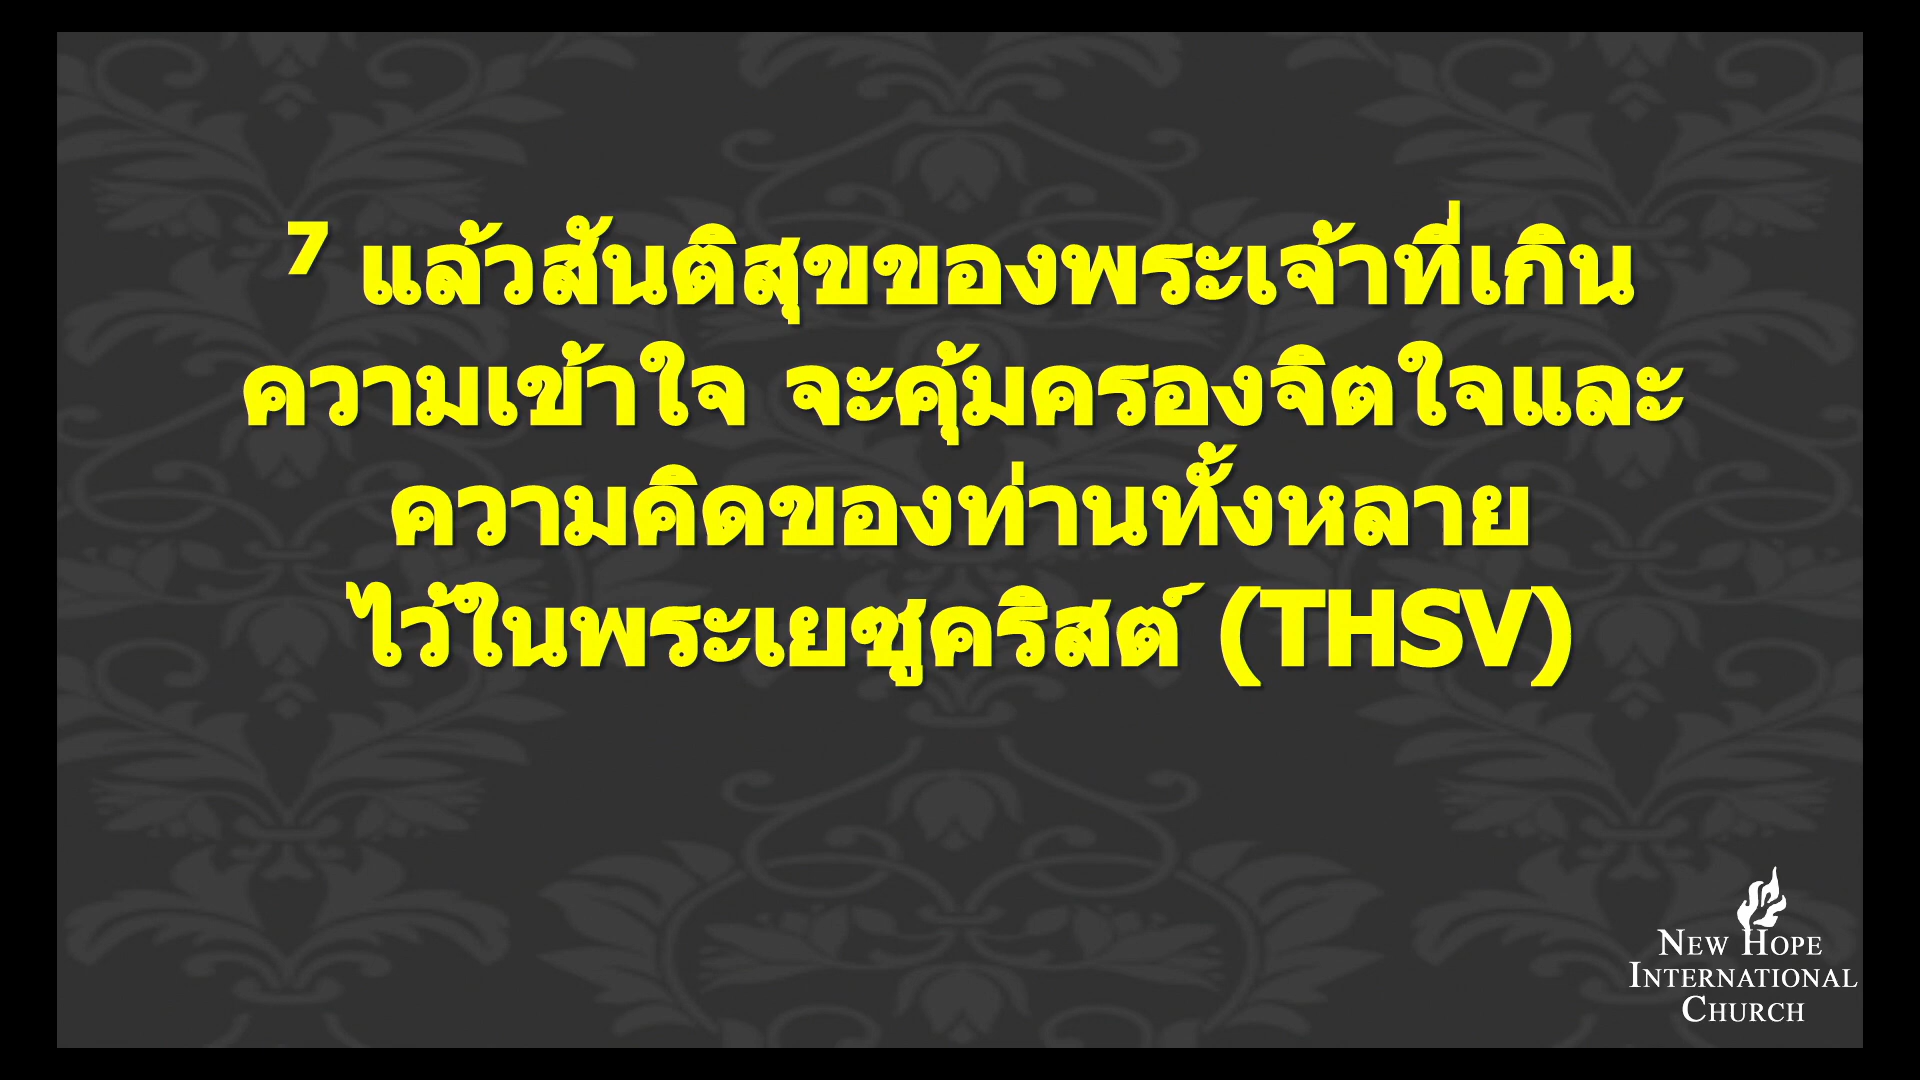 7 แล้วสันติสุขของพระเจ้าที่เกิน
ความเข้าใจ จะคุ้มครองจิตใจและ
ความคิดของท่านทั้งหลาย
ไว้ในพระเยซูคริสต์ (THSV)
NEW HOPE
INTERNATIONAL
CHURCH